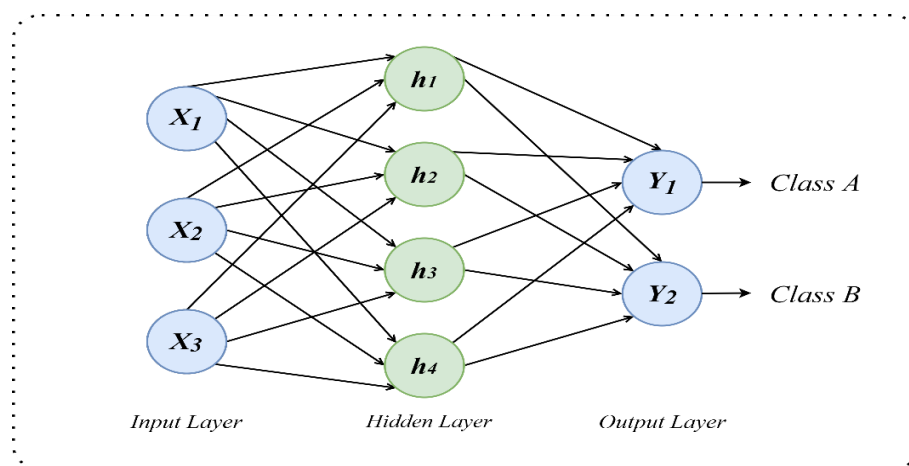 h1
X1
h2
Y1
Class A
X2
h3
Y2
Class B
X3
h4
Input Layer
Hidden Layer
Output Layer